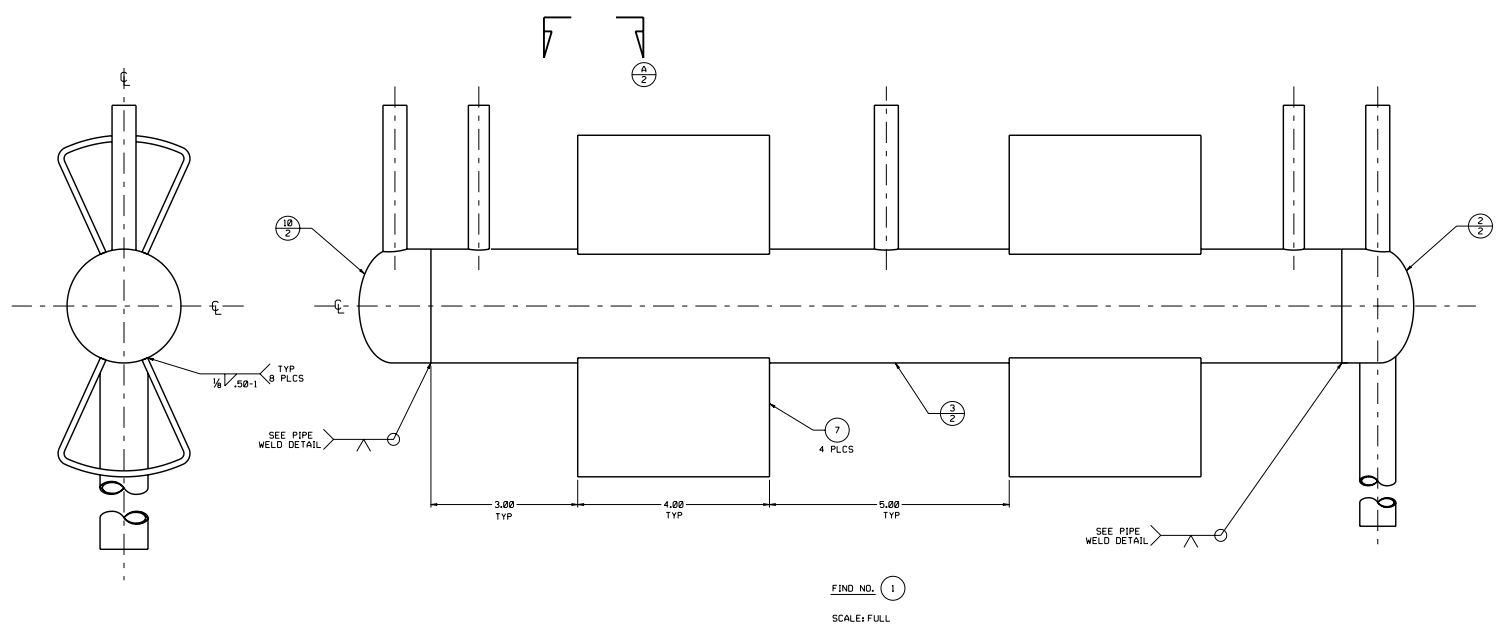 ℄
A
2
10
2
2
2
℄
℄
TYP
8 PLCS
⅛ .50-1
3
2
7
4 PLCS
SEE PIPE
WELD DETAIL
3.00
TYP
4.00
TYP
5.00
TYP
SEE PIPE
WELD DETAIL
FIND NO. 1
SCALE: FULL